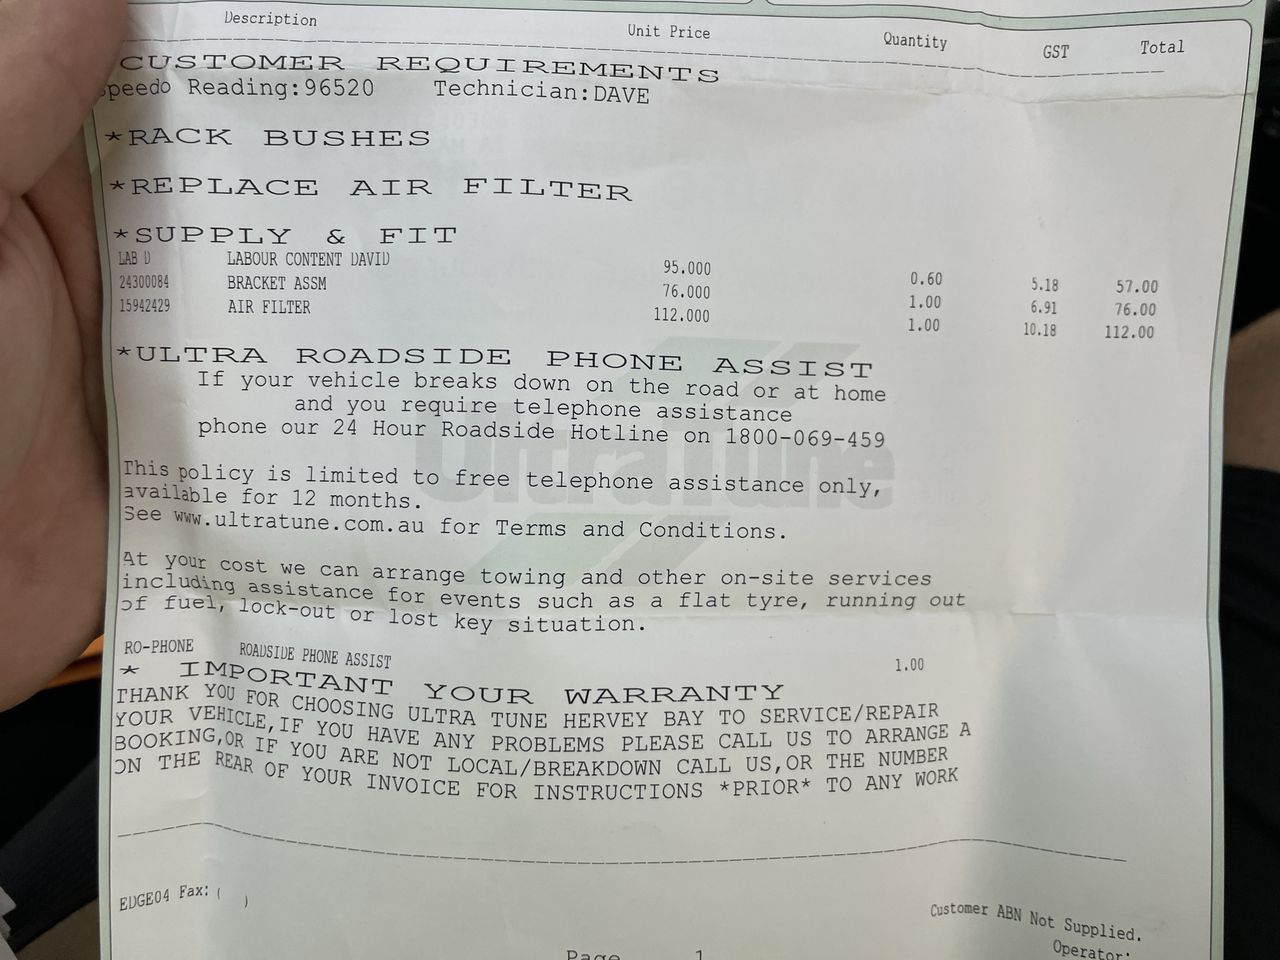 Description Unit Price Quantity GST Total
CUSTOMER REQUIREMENTS
peedo Reading:96520 Technician:DAVE
*RACK BUSHES
*REPLACE AIR FILTER
*SUPPLY & FIT
LAB D LABOUR CONTENT DAVID 95.000 0.60 5.18 57.00
24300084 BRACKET ASSM 76.000 1.00 6.91 76.00
15942429 AIR FILTER 112.000 1.00 10.18 112.00
*ULTRA ROADSIDE PHONE ASSIST
If your vehicle breaks down on the road or at home
and you require telephone assistance
phone our 24 Hour Roadside Hotline on 1800-069-459
UltraTune
This policy is limited to free telephone assistance only,
available for 12 months.
See www.ultratune.com.au for Terms and Conditions.
At your cost we can arrange towing and other on-site services
including assistance for events such as a flat tyre, running out
of fuel, lock-out or lost key situation.
RO-PHONE ROADSIDE PHONE ASSIST 1.00
* IMPORTANT YOUR WARRANTY
THANK YOU FOR CHOOSING ULTRA TUNE HERVEY BAY TO SERVICE/REPAIR
YOUR VEHICLE,IF YOU HAVE ANY PROBLEMS PLEASE CALL US TO ARRANGE A
BOOKING,OR IF YOU ARE NOT LOCAL/BREAKDOWN CALL US,OR THE NUMBER
ON THE REAR OF YOUR INVOICE FOR INSTRUCTIONS *PRIOR* TO ANY WORK
EDGE04 Fax: ( )
Customer ABN Not Supplied.
Operator:
Page 1